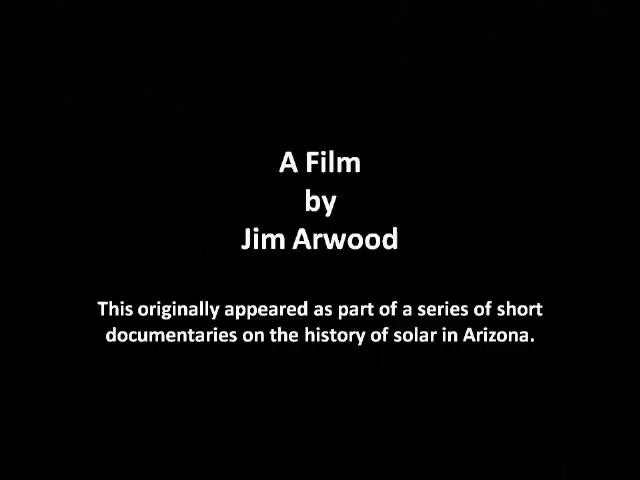 A Film
by
Jim Arwood
This originally appeared as part of a series of short
documentaries on the history of solar in Arizona.